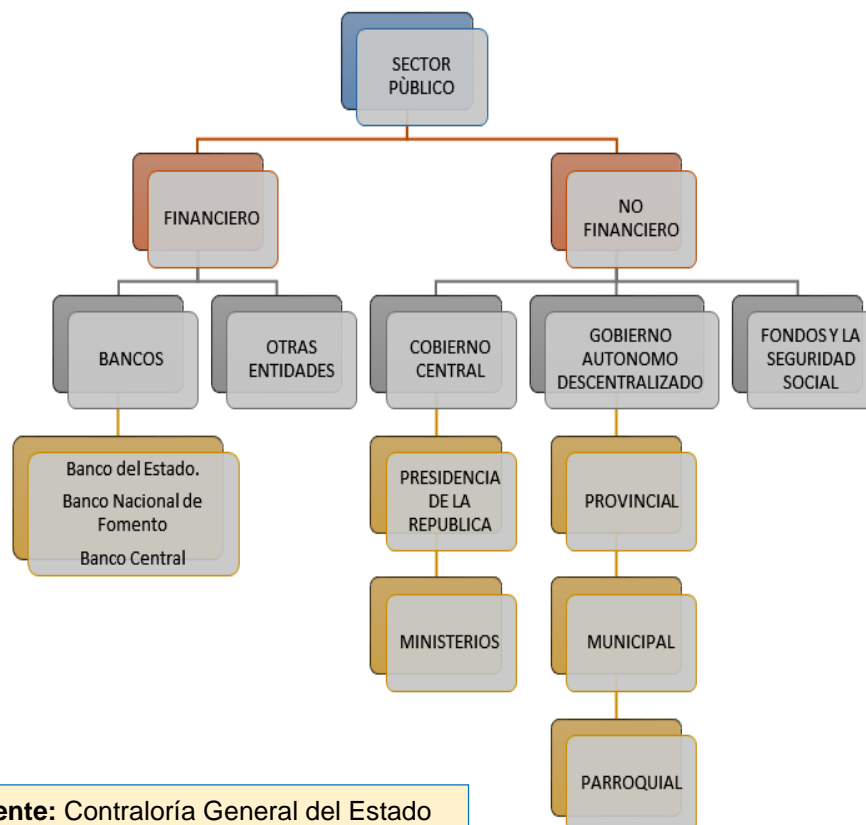 SECTOR
PÙBLICO
FINANCIERO
NO
FINANCIERO
BANCOS
OTRAS
ENTIDADES
COBIERNO
CENTRAL
GOBIERNO
AUTONOMO
DESCENTRALIZADO
FONDOS Y LA
SEGURIDAD
SOCIAL
Banco del Estado.
Banco Nacional de
Fomento
Banco Central
PRESIDENCIA
DE LA
REPUBLICA
PROVINCIAL
MINISTERIOS
MUNICIPAL
PARROQUIAL
ente: Contraloría General del Estado